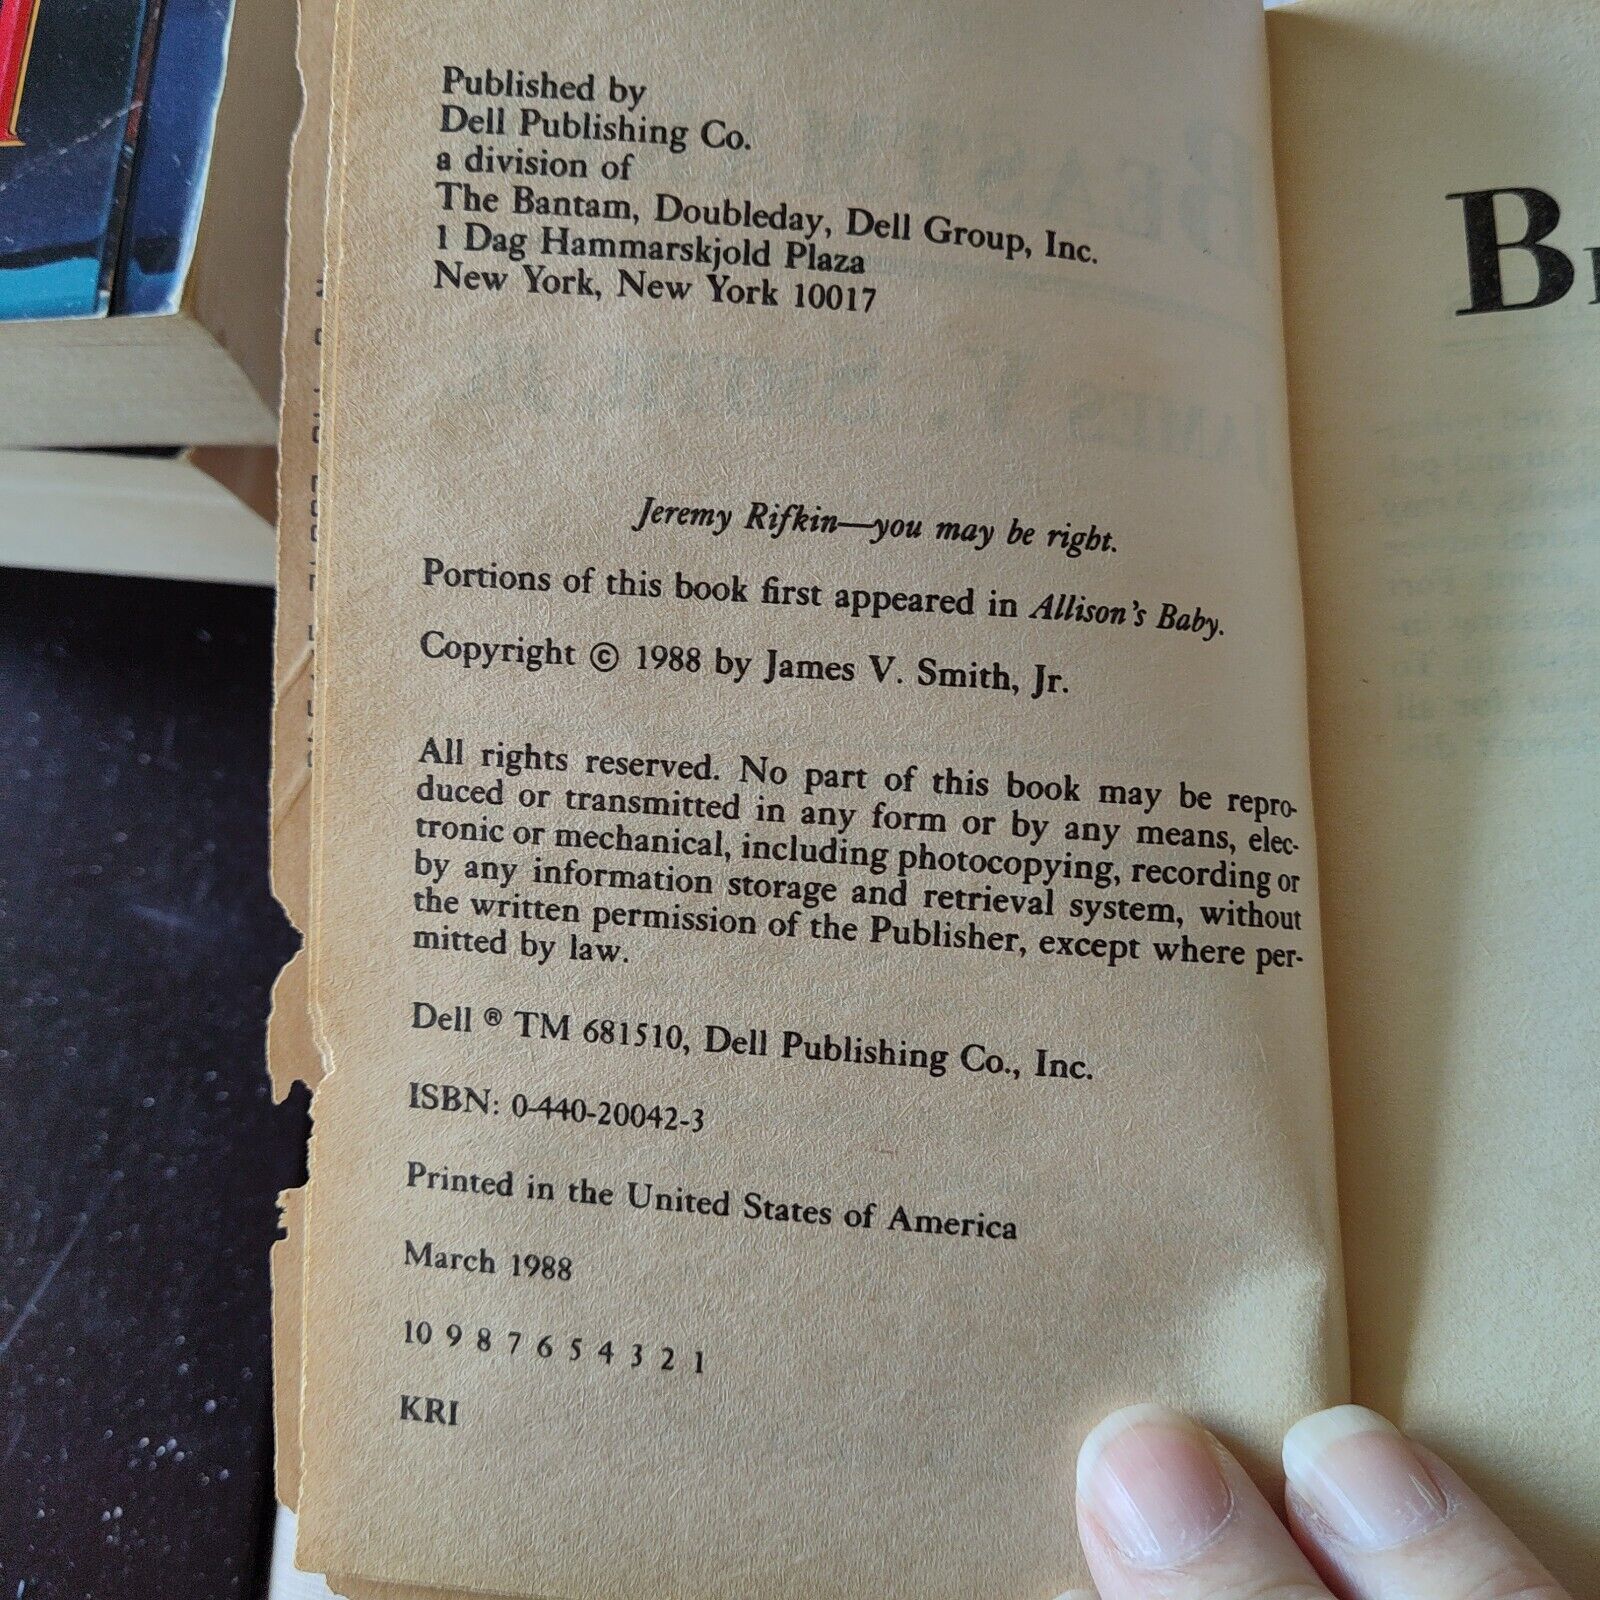 Published by
Dell Publishing Co.
a division of
The Bantam, Doubleday, Dell Group, Inc.
1 Dag Hammarskjold Plaza
New York, New York 10017
Jeremy Rifkin—you may be right.
Portions of this book first appeared in Allison's Baby.
Copyright © 1988 by James V. Smith, Jr.
All rights reserved. No part of this book may be repro-
duced or transmitted in any form or by any means, elec-
tronic or mechanical, including photocopying, recording or
by any information storage and retrieval system, without
the written permission of the Publisher, except where per-
mitted by law.
Dell ® TM 681510, Dell Publishing Co., Inc.
ISBN: 0-440-20042-3
Printed in the United States of America
March 1988
10 9 8 7 6 5 4 3 2 1
KRI
B